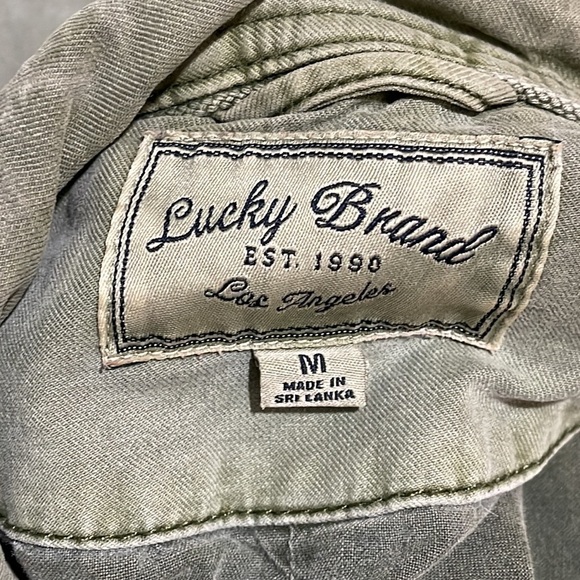 Lucky Brand
EST. 1990
Los Angeles
M
MADE IN
SRI LANKA